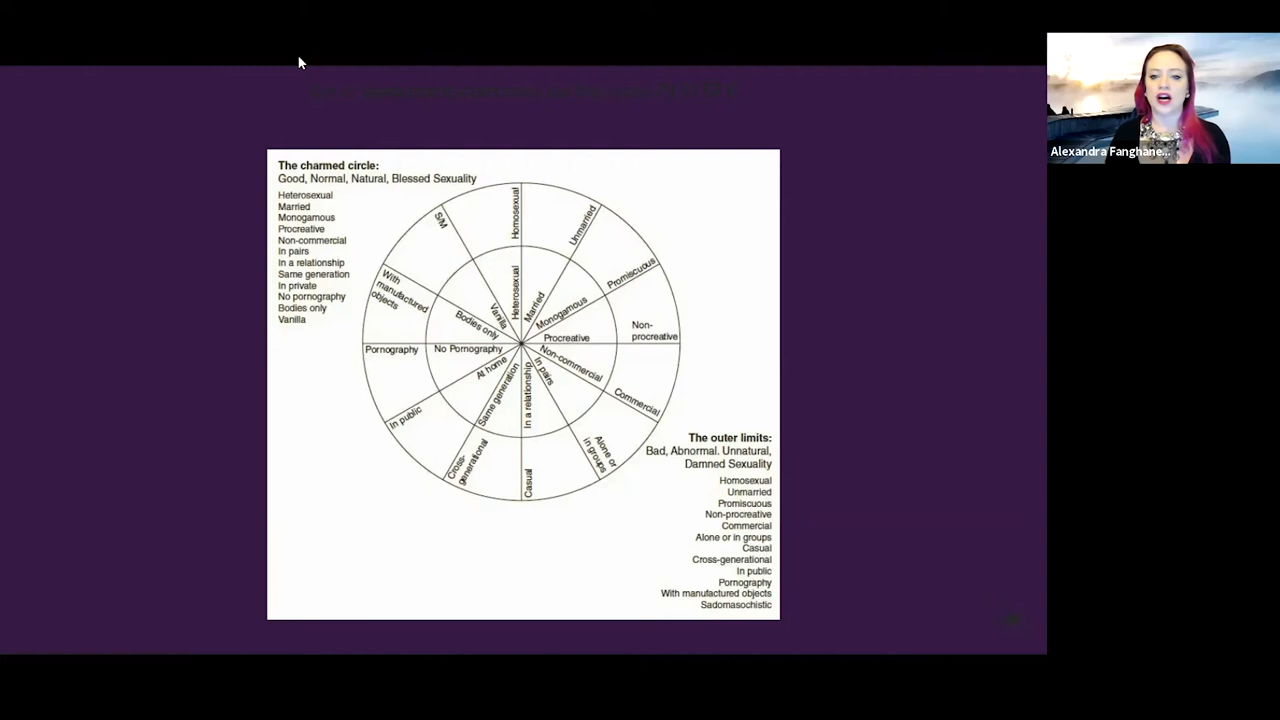 The charmed circle:
Good, Normal, Natural, Blessed Sexuality
Heterosexual
Married
Monogamous
Procreative
Non-commercial
In pairs
In a relationship
Same generation
In private
No pornography
Bodies only
Vanilla
S/M
Homosexual
Unmarried
Promiscuous
Non-
procreative
Commercial
Alone or
in groups
Casual
Cross-
generational
In public
Pornography
With
manufactured
objects
Vanilla
Heterosexual
Married
Monogamous
Procreative
Non-commercial
In pairs
In a relationship
Same generation
At home
No Pornography
Bodies only
The outer limits:
Bad, Abnormal. Unnatural,
Damned Sexuality
Homosexual
Unmarried
Promiscuous
Non-procreative
Commercial
Alone or in groups
Casual
Cross-generational
In public
Pornography
With manufactured objects
Sadomasochistic
Alexandra Fanghane...